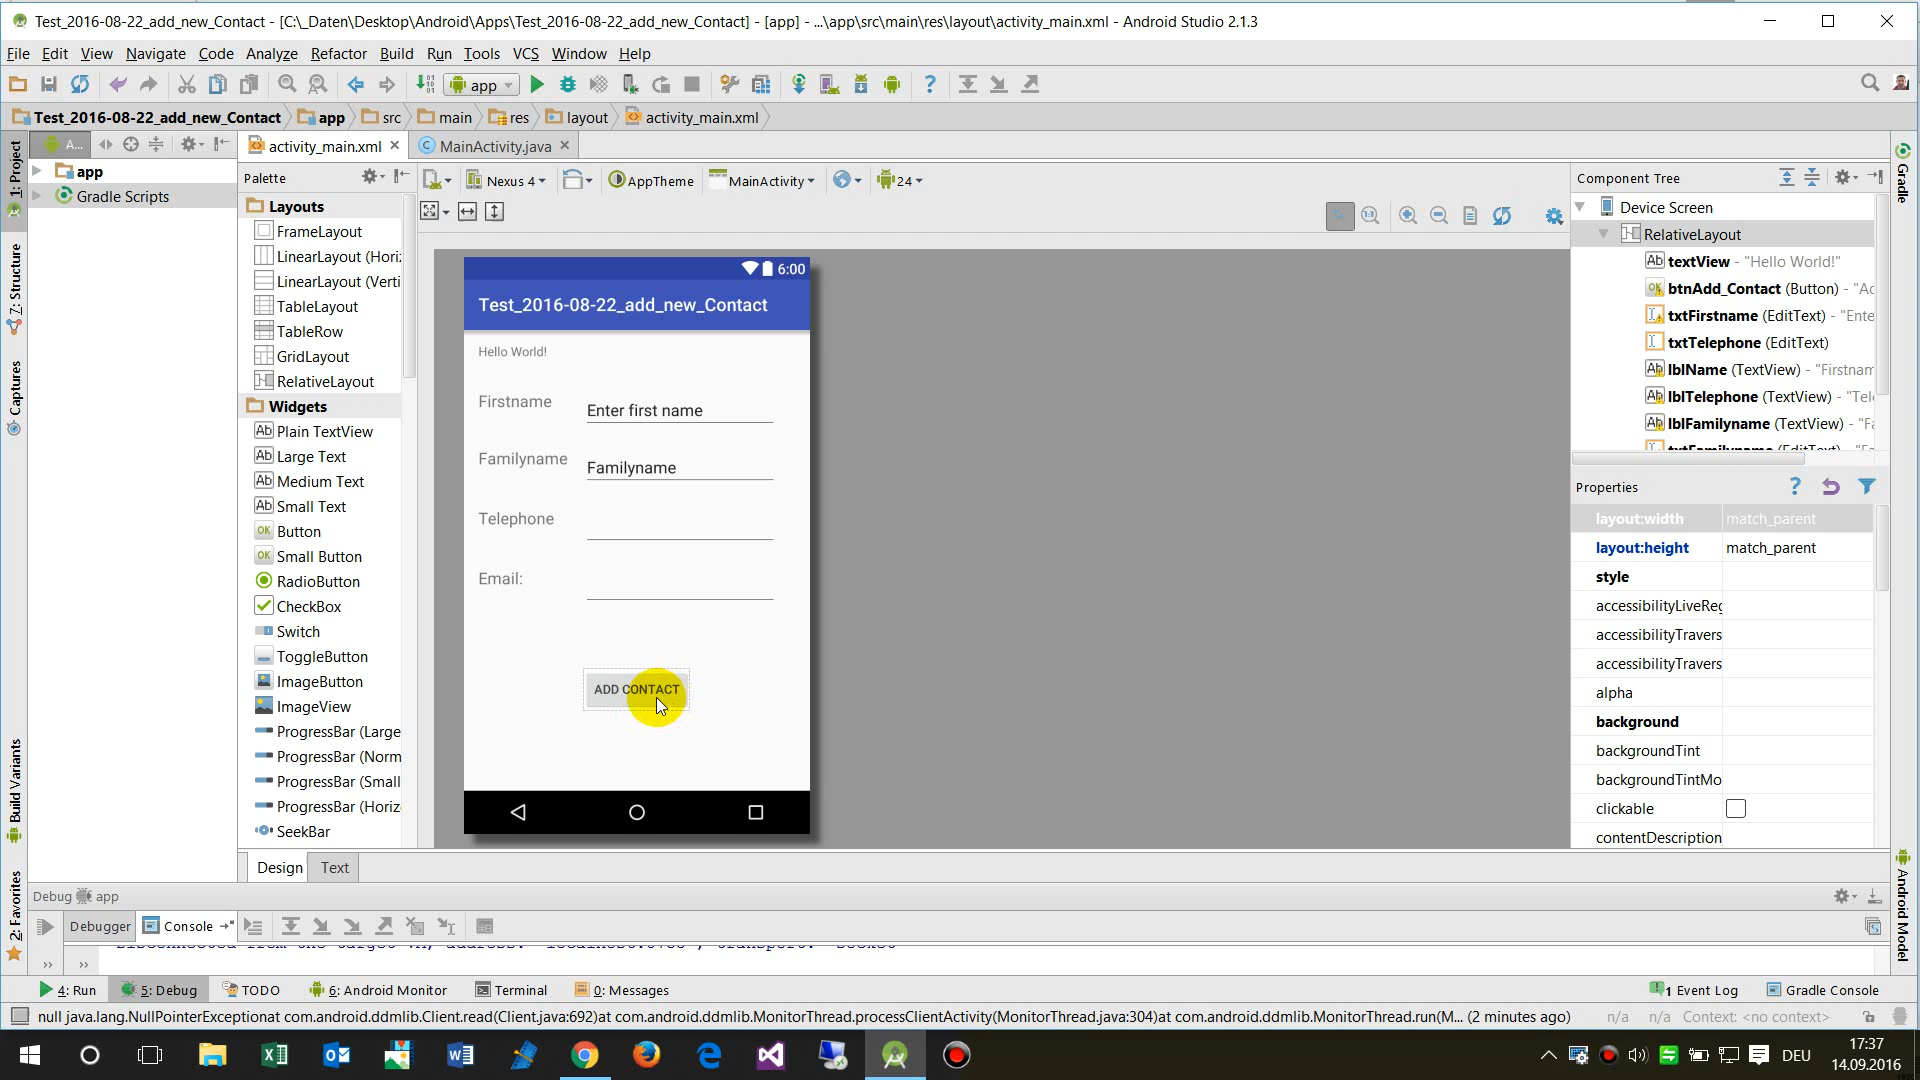 Test_2016-08-22_add_new_Contact - [C:\_Daten\Desktop\Android\Apps\Test_2016-08-22_add_new_Contact] - [app] - ...\app\src\main\res\layout\activity_main.xml - Android Studio 2.1.3
File Edit View Navigate Code Analyze Refactor Build Run Tools VCS Window Help
app
Test_2016-08-22_add_new_Contact app src main res layout activity_main.xml
1: Project
Z: Structure
Captures
Build Variants
2: Favorites
A...
app
Gradle Scripts
activity_main.xml
MainActivity.java
Palette
Layouts
FrameLayout
LinearLayout (Hori
LinearLayout (Verti
TableLayout
TableRow
GridLayout
RelativeLayout
Widgets
Plain TextView
Large Text
Medium Text
Small Text
Button
Small Button
RadioButton
CheckBox
Switch
ToggleButton
ImageButton
ImageView
ProgressBar (Large
ProgressBar (Norm
ProgressBar (Small
ProgressBar (Horiz
SeekBar
Nexus 4
AppTheme
MainActivity
24
6:00
Test_2016-08-22_add_new_Contact
Hello World!
Firstname
Enter first name
Familyname
Familyname
Telephone
Email:
ADD CONTACT
Design Text
Component Tree
Device Screen
RelativeLayout
textView - "Hello World!"
btnAdd_Contact (Button) - "Ac
txtFirstname (EditText) - "Ente
txtTelephone (EditText)
lblName (TextView) - "Firstnam
lblTelephone (TextView) - "Tel
lblFamilyname (TextView) - "Fa
Properties
layout:width match_parent
layout:height match_parent
style
accessibilityLiveReg
accessibilityTravers
accessibilityTravers
alpha
background
backgroundTint
backgroundTintMo
clickable
contentDescription
Gradle
Android Model
Debug app
Debugger Console
4: Run 5: Debug TODO 6: Android Monitor Terminal 0: Messages
1 Event Log Gradle Console
null java.lang.NullPointerExceptionat com.android.ddmlib.Client.read(Client.java:692)at com.android.ddmlib.MonitorThread.processClientActivity(MonitorThread.java:304)at com.android.ddmlib.MonitorThread.run(M... (2 minutes ago)
n/a n/a Context: <no context>
DEU
17:37
14.09.2016